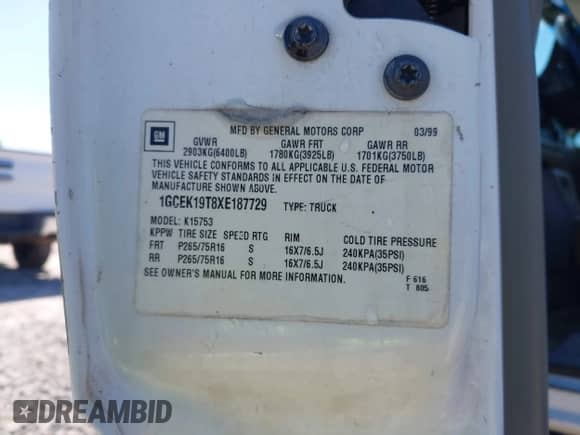 GM
MFD BY GENERAL MOTORS CORP 03/99
GVWR GAWR FRT GAWR RR
2903KG(6400LB) 1780KG(3925LB) 1701KG(3750LB)
THIS VEHICLE CONFORMS TO ALL APPLICABLE U.S. FEDERAL MOTOR
VEHICLE SAFETY STANDARDS IN EFFECT ON THE DATE OF
MANUFACTURE SHOWN ABOVE.
1GCEK19T8XE187729 TYPE: TRUCK
MODEL: K15753
KPPW TIRE SIZE SPEED RTG RIM COLD TIRE PRESSURE
FRT P265/75R16 S 16X7/6.5J 240KPA(35PSI)
RR P265/75R16 S 16X7/6.5J 240KPA(35PSI)
SEE OWNER'S MANUAL FOR MORE INFORMATION.
F 616
T 805
DREAMBID